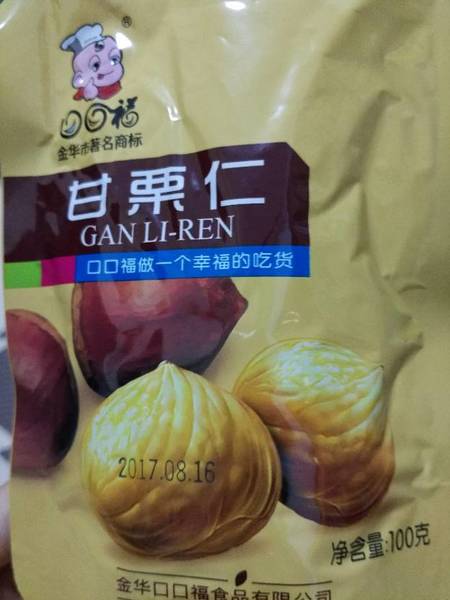 ®
口口福
金华市著名商标
甘栗仁
GAN LI-REN
口口福做一个幸福的吃货
2017.08.16
净含量:100克
金华口口福食品有限公司